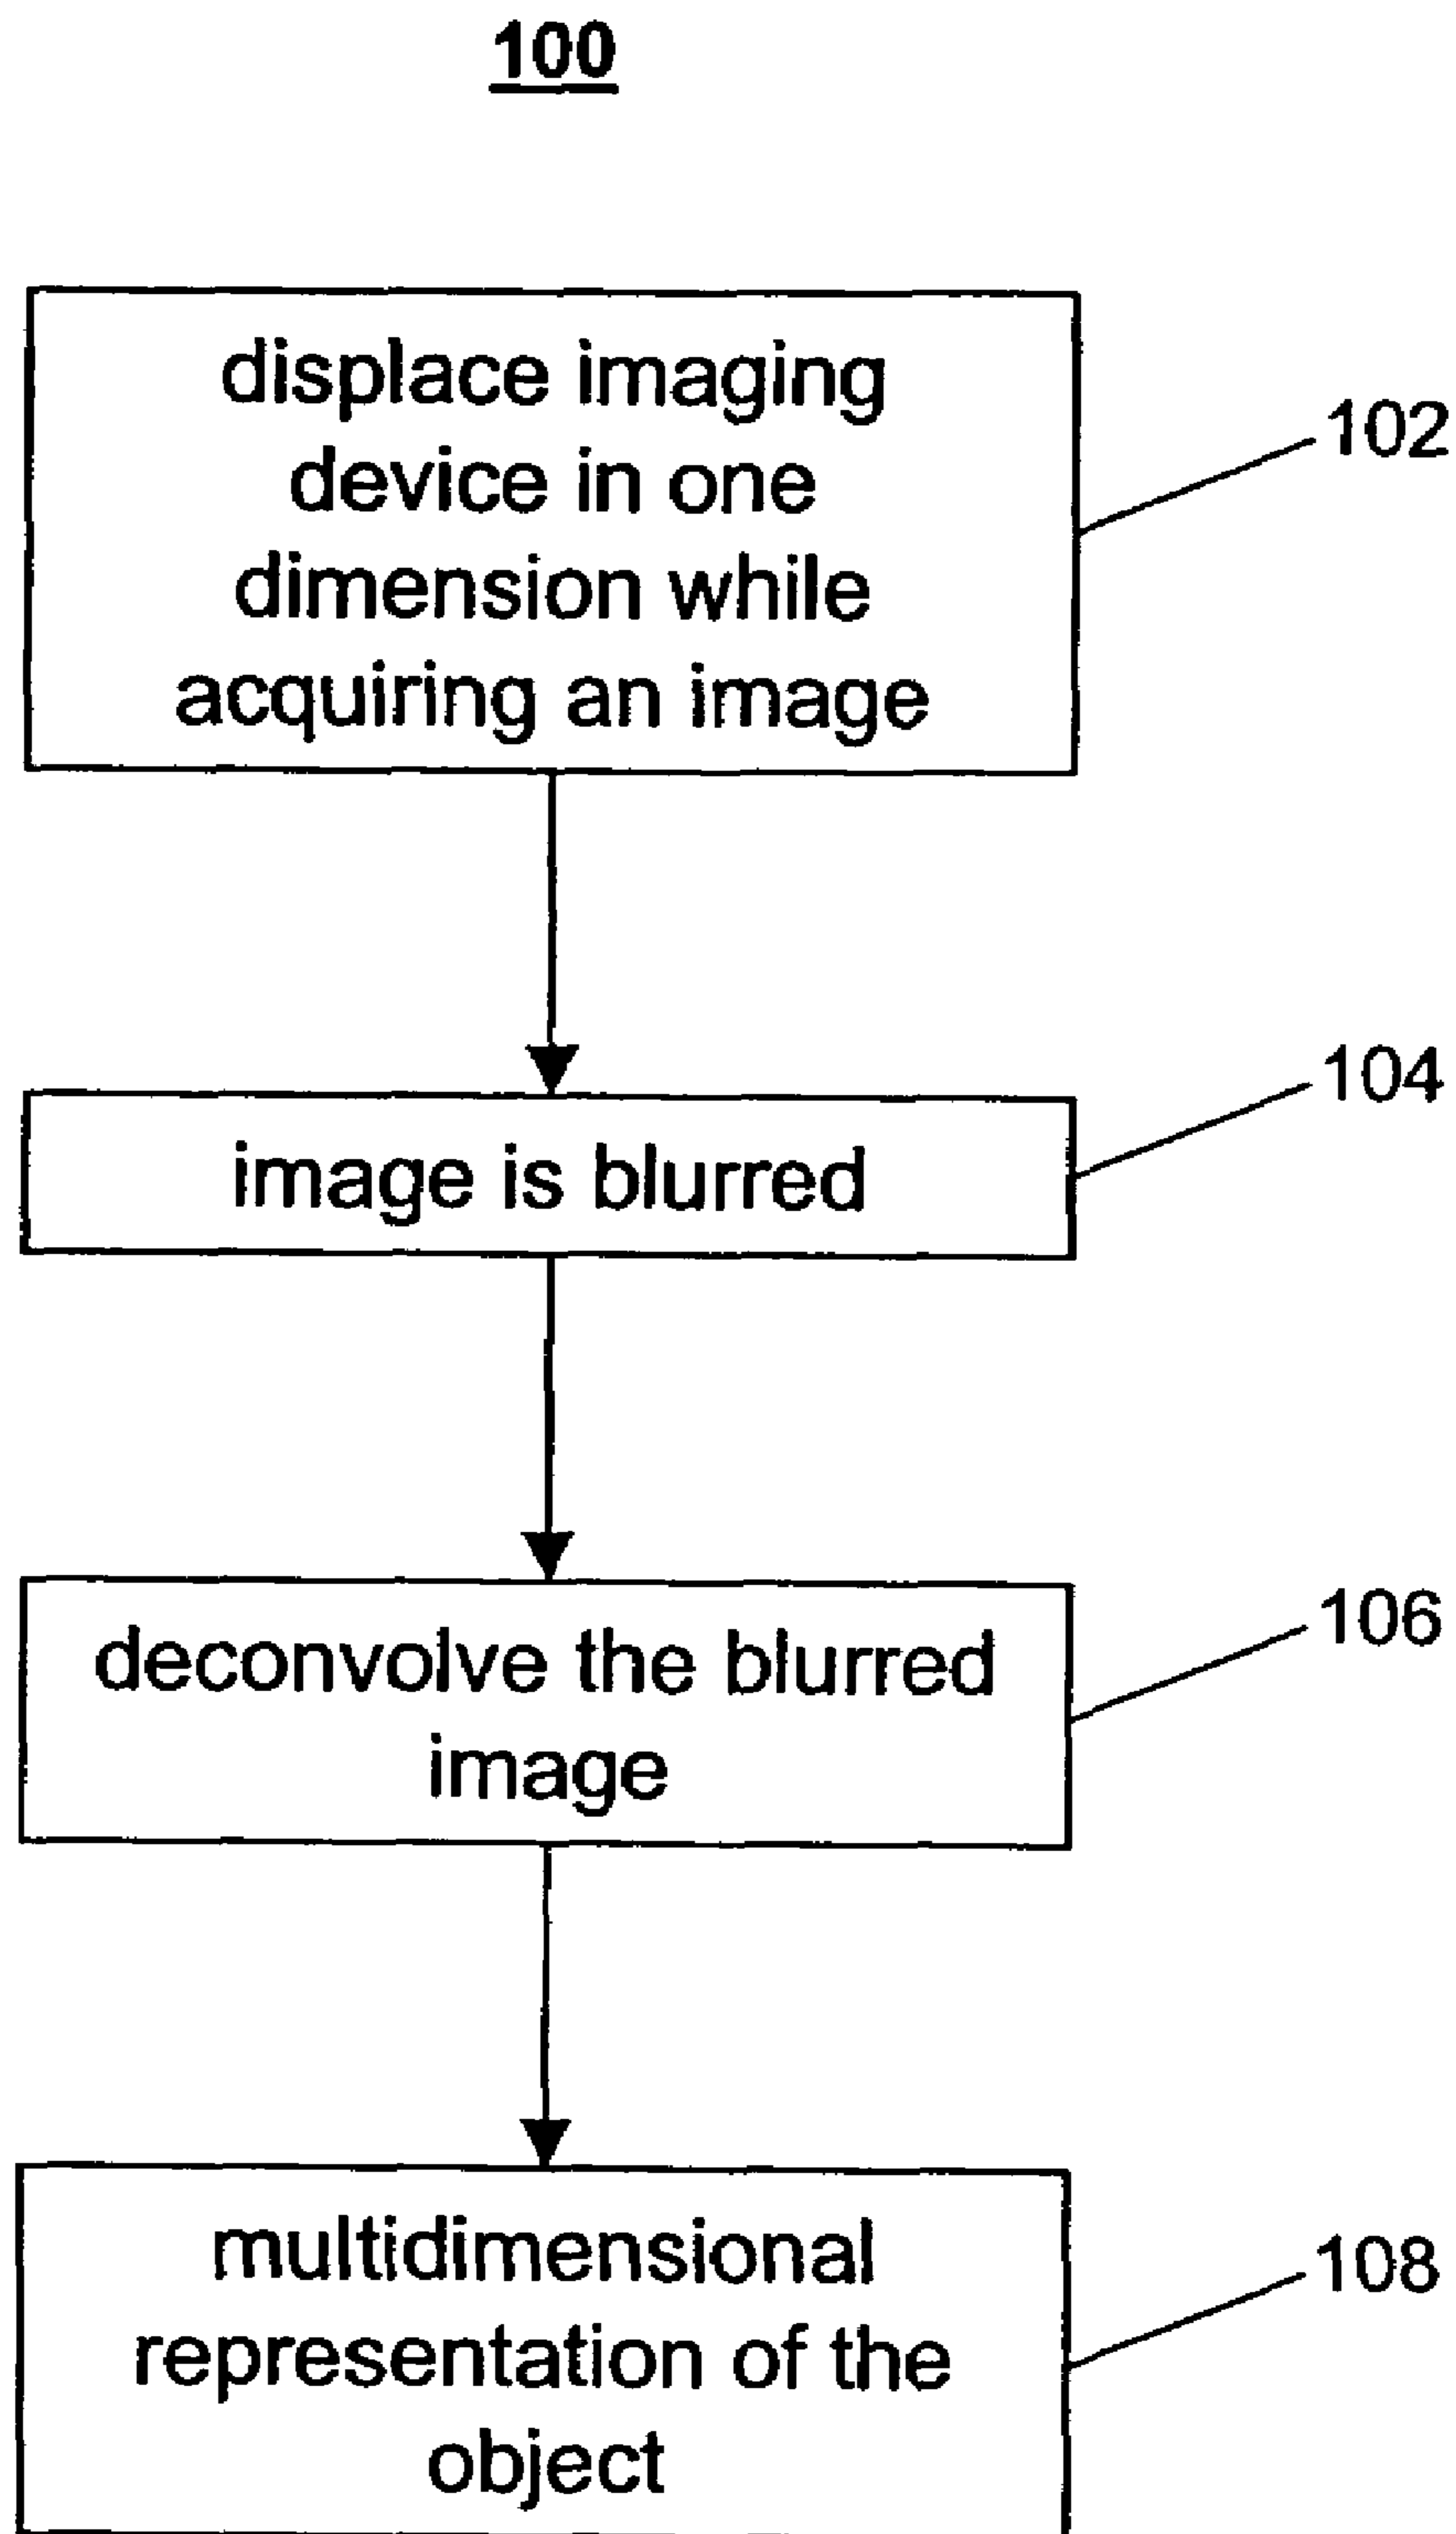 100
displace imaging
device in one
dimension while
acquiring an image
102
image is blurred
104
deconvolve the blurred
image
106
multidimensional
representation of the
object
108